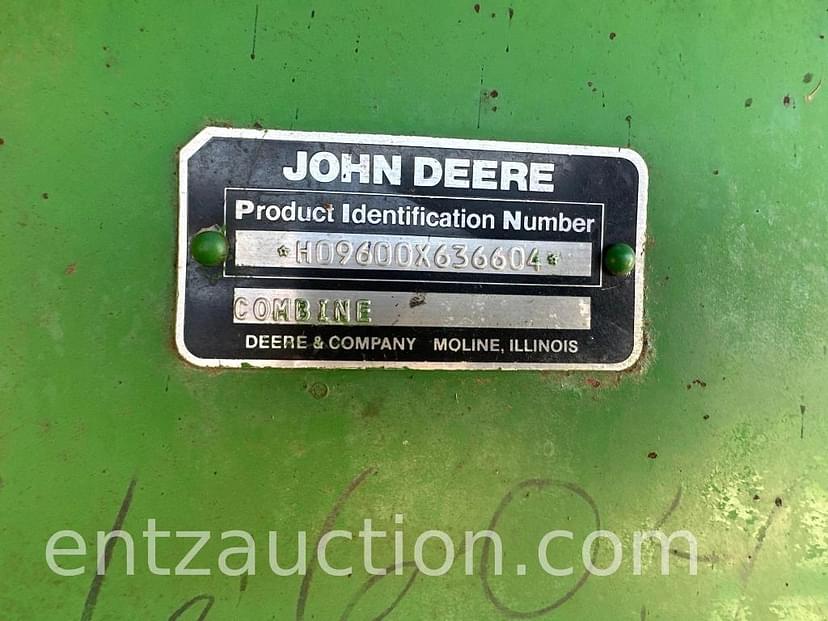 JOHN DEERE
Product Identification Number
*H09600X636604*
COMBINE
DEERE & COMPANY MOLINE, ILLINOIS
entzauction.com